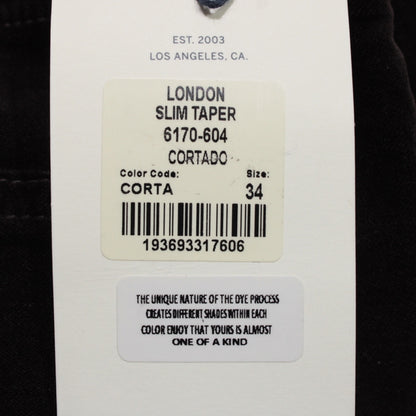 EST. 2003
LOS ANGELES, CA.
LONDON
SLIM TAPER
6170-604
CORTADO
Color Code: Size:
CORTA 34
193693317606
THE UNIQUE NATURE OF THE DYE PROCESS
CREATES DIFFERENT SHADES WITHIN EACH
COLOR ENJOY THAT YOURS IS ALMOST
ONE OF A KIND